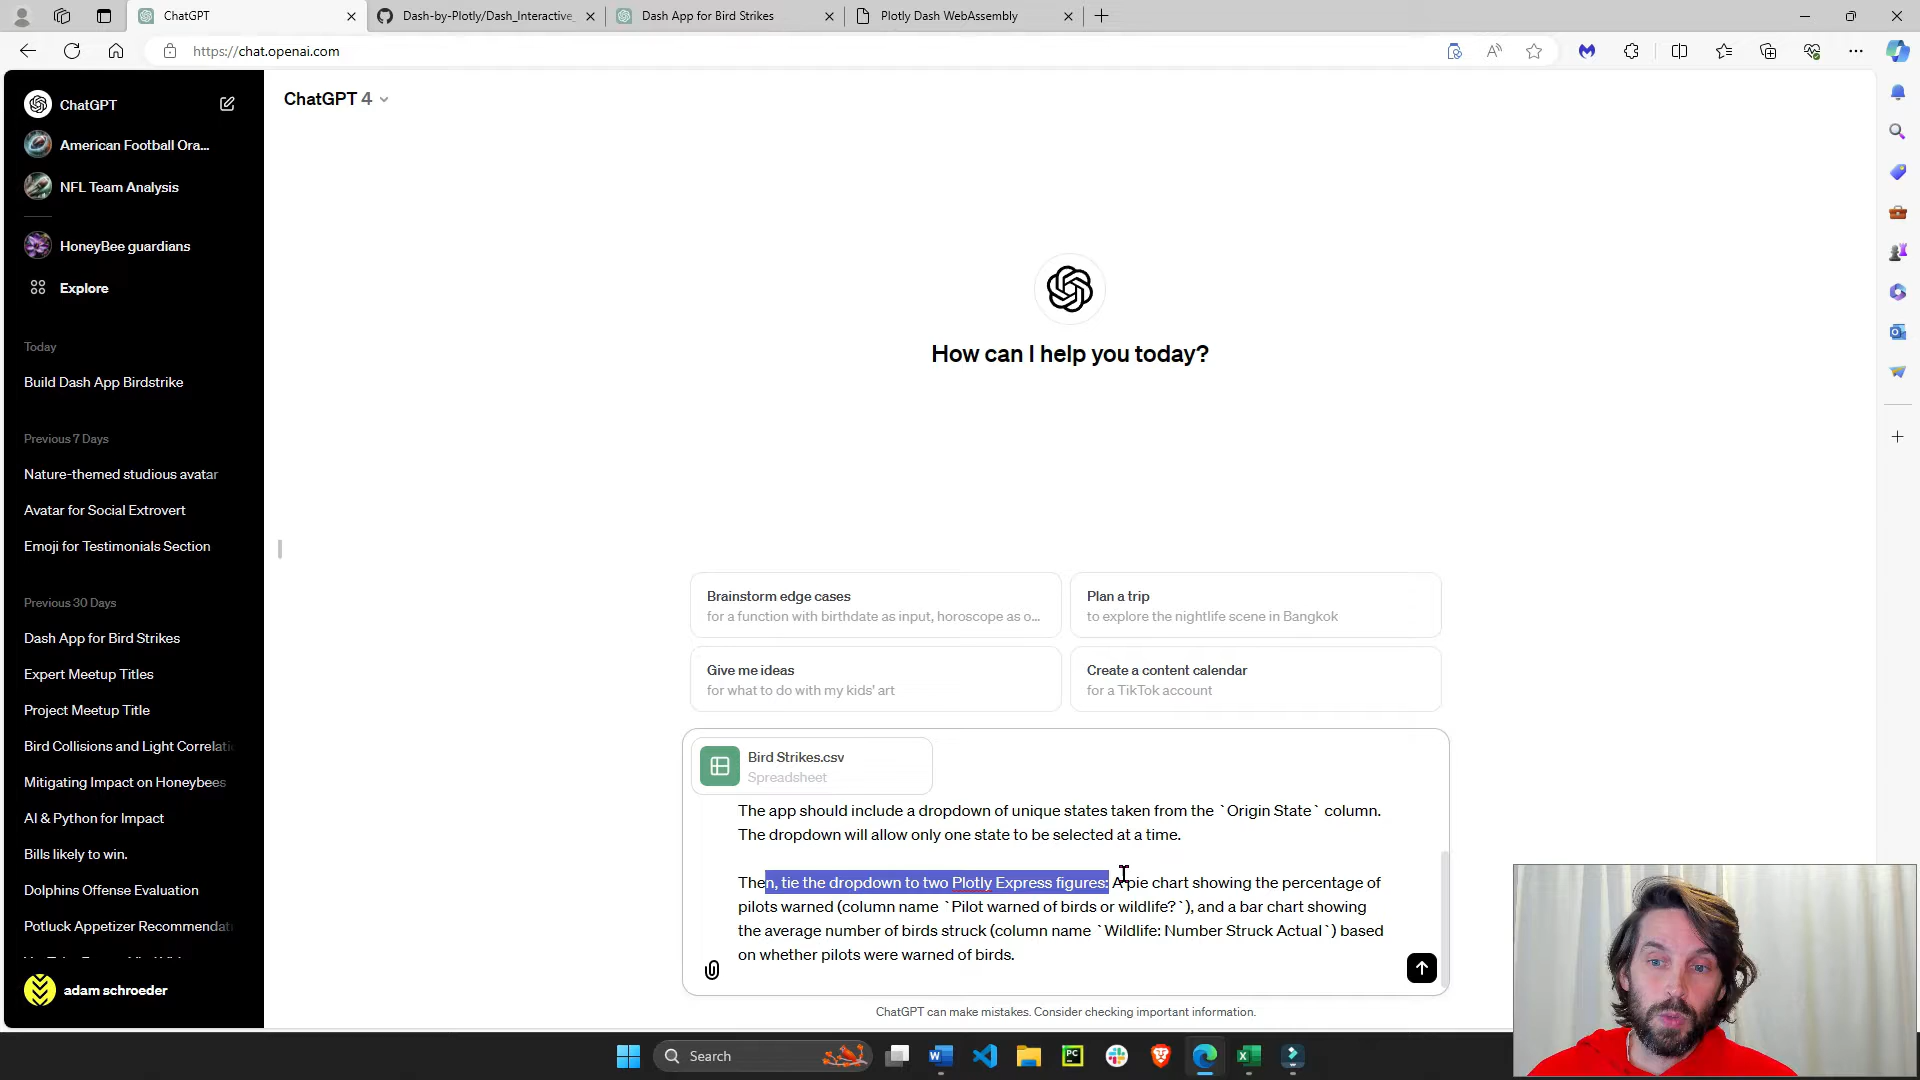 ChatGPT
Dash-by-Plotly/Dash_Interactive_
Dash App for Bird Strikes
Plotly Dash WebAssembly
https://chat.openai.com
ChatGPT
American Football Ora...
NFL Team Analysis
HoneyBee guardians
Explore
Today
Build Dash App Birdstrike
Previous 7 Days
Nature-themed studious avatar
Avatar for Social Extrovert
Emoji for Testimonials Section
Previous 30 Days
Dash App for Bird Strikes
Expert Meetup Titles
Project Meetup Title
Bird Collisions and Light Correlati
Mitigating Impact on Honeybees
AI & Python for Impact
Bills likely to win.
Dolphins Offense Evaluation
Potluck Appetizer Recommendat
adam schroeder
ChatGPT 4
How can I help you today?
Brainstorm edge cases
for a function with birthdate as input, horoscope as o...
Plan a trip
to explore the nightlife scene in Bangkok
Give me ideas
for what to do with my kids' art
Create a content calendar
for a TikTok account
Bird Strikes.csv
Spreadsheet
The app should include a dropdown of unique states taken from the `Origin State` column.
The dropdown will allow only one state to be selected at a time.
Then, tie the dropdown to two Plotly Express figures: A pie chart showing the percentage of
pilots warned (column name `Pilot warned of birds or wildlife?`), and a bar chart showing
the average number of birds struck (column name `Wildlife: Number Struck Actual`) based
on whether pilots were warned of birds.
ChatGPT can make mistakes. Consider checking important information.
Search
PC